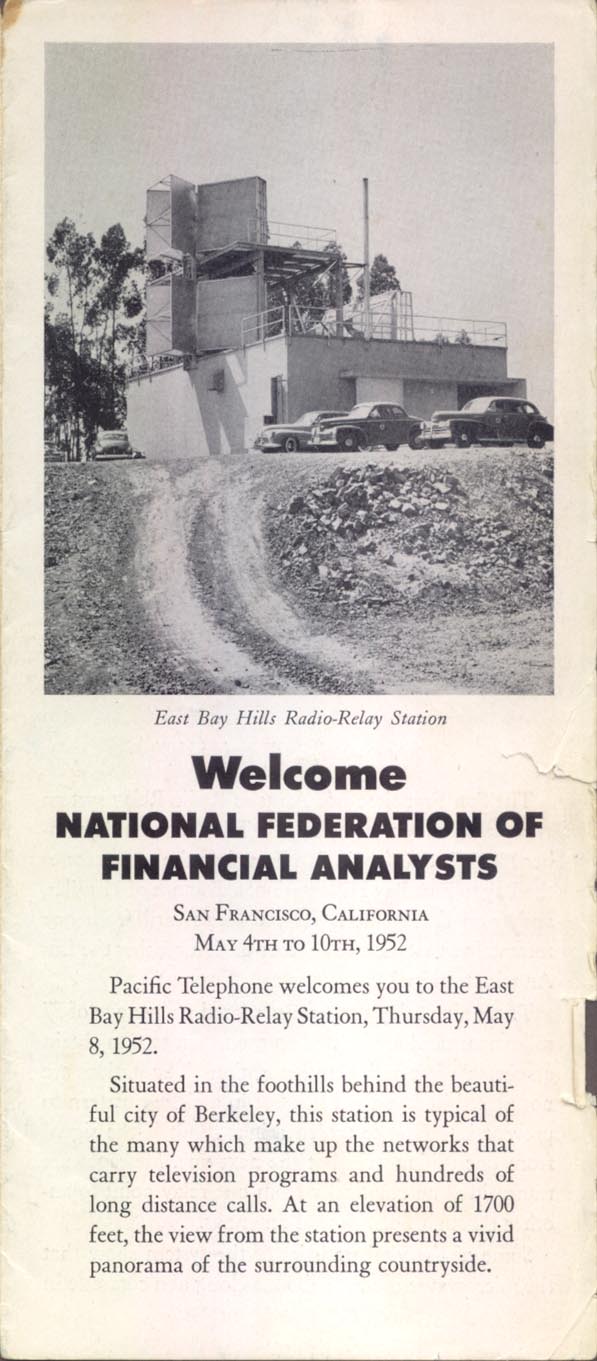 East Bay Hills Radio-Relay Station
Welcome
NATIONAL FEDERATION OF
FINANCIAL ANALYSTS
SAN FRANCISCO, CALIFORNIA
MAY 4TH TO 10TH, 1952
Pacific Telephone welcomes you to the East
Bay Hills Radio-Relay Station, Thursday, May
8, 1952.
Situated in the foothills behind the beauti-
ful city of Berkeley, this station is typical of
the many which make up the networks that
carry television programs and hundreds of
long distance calls. At an elevation of 1700
feet, the view from the station presents a vivid
panorama of the surrounding countryside.